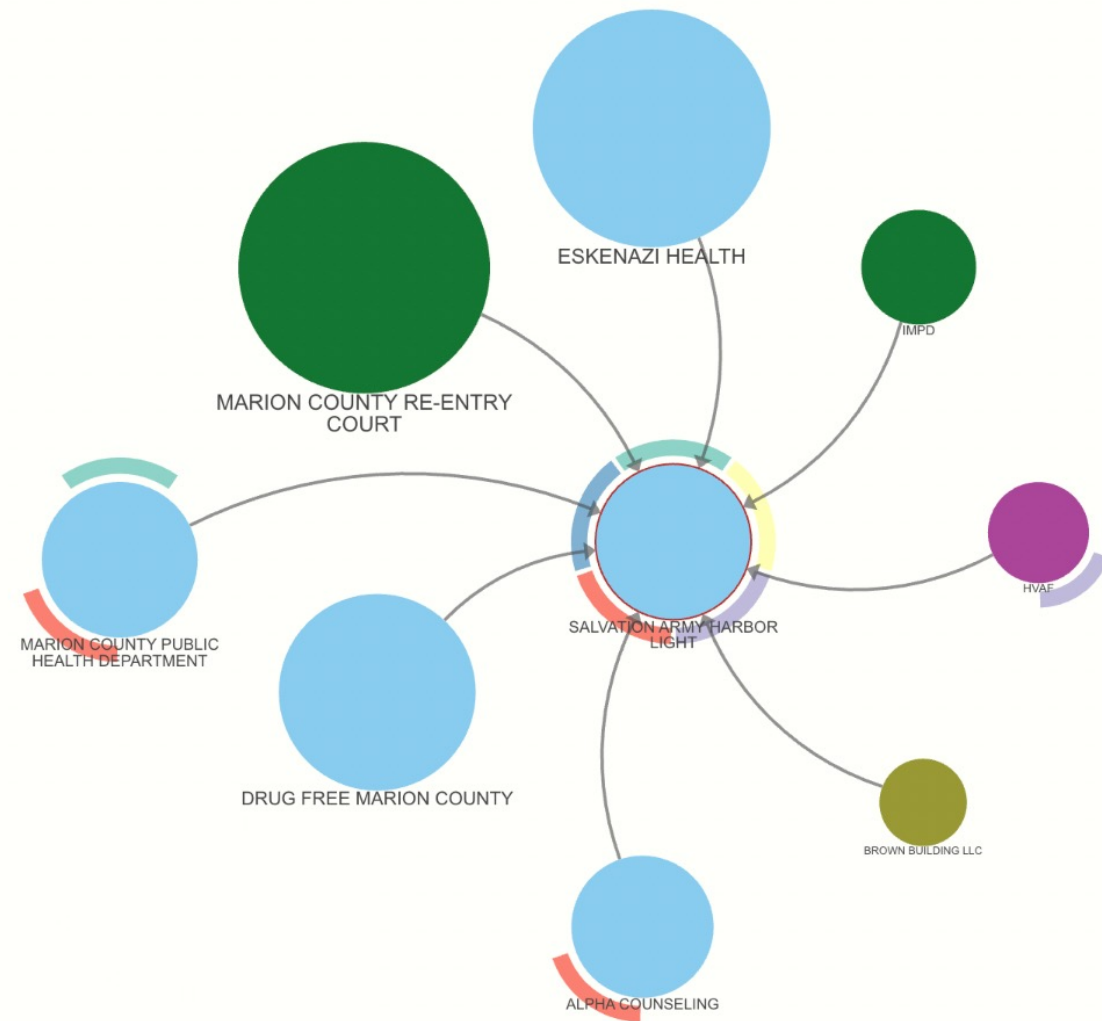 ESKENAZI HEALTH
IMPD
MARION COUNTY RE-ENTRY
COURT
HVAF
SALVATION ARMY HARBOR
LIGHT
MARION COUNTY PUBLIC
HEALTH DEPARTMENT
DRUG FREE MARION COUNTY
BROWN BUILDING LLC
ALPHA COUNSELING